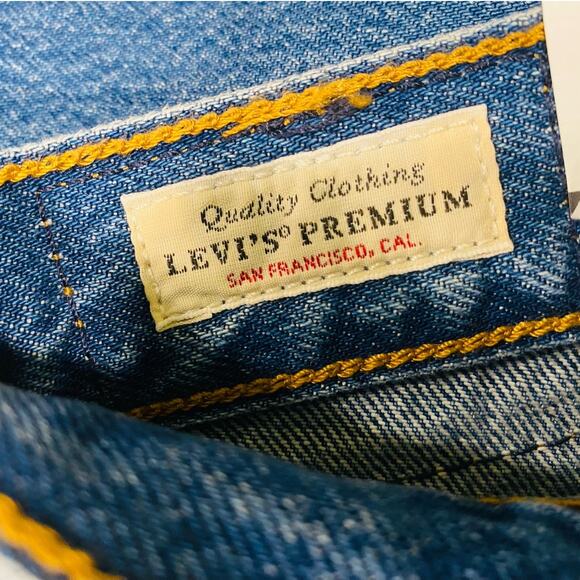 Quality Clothing
LEVI'S® PREMIUM
SAN FRANCISCO, CAL.